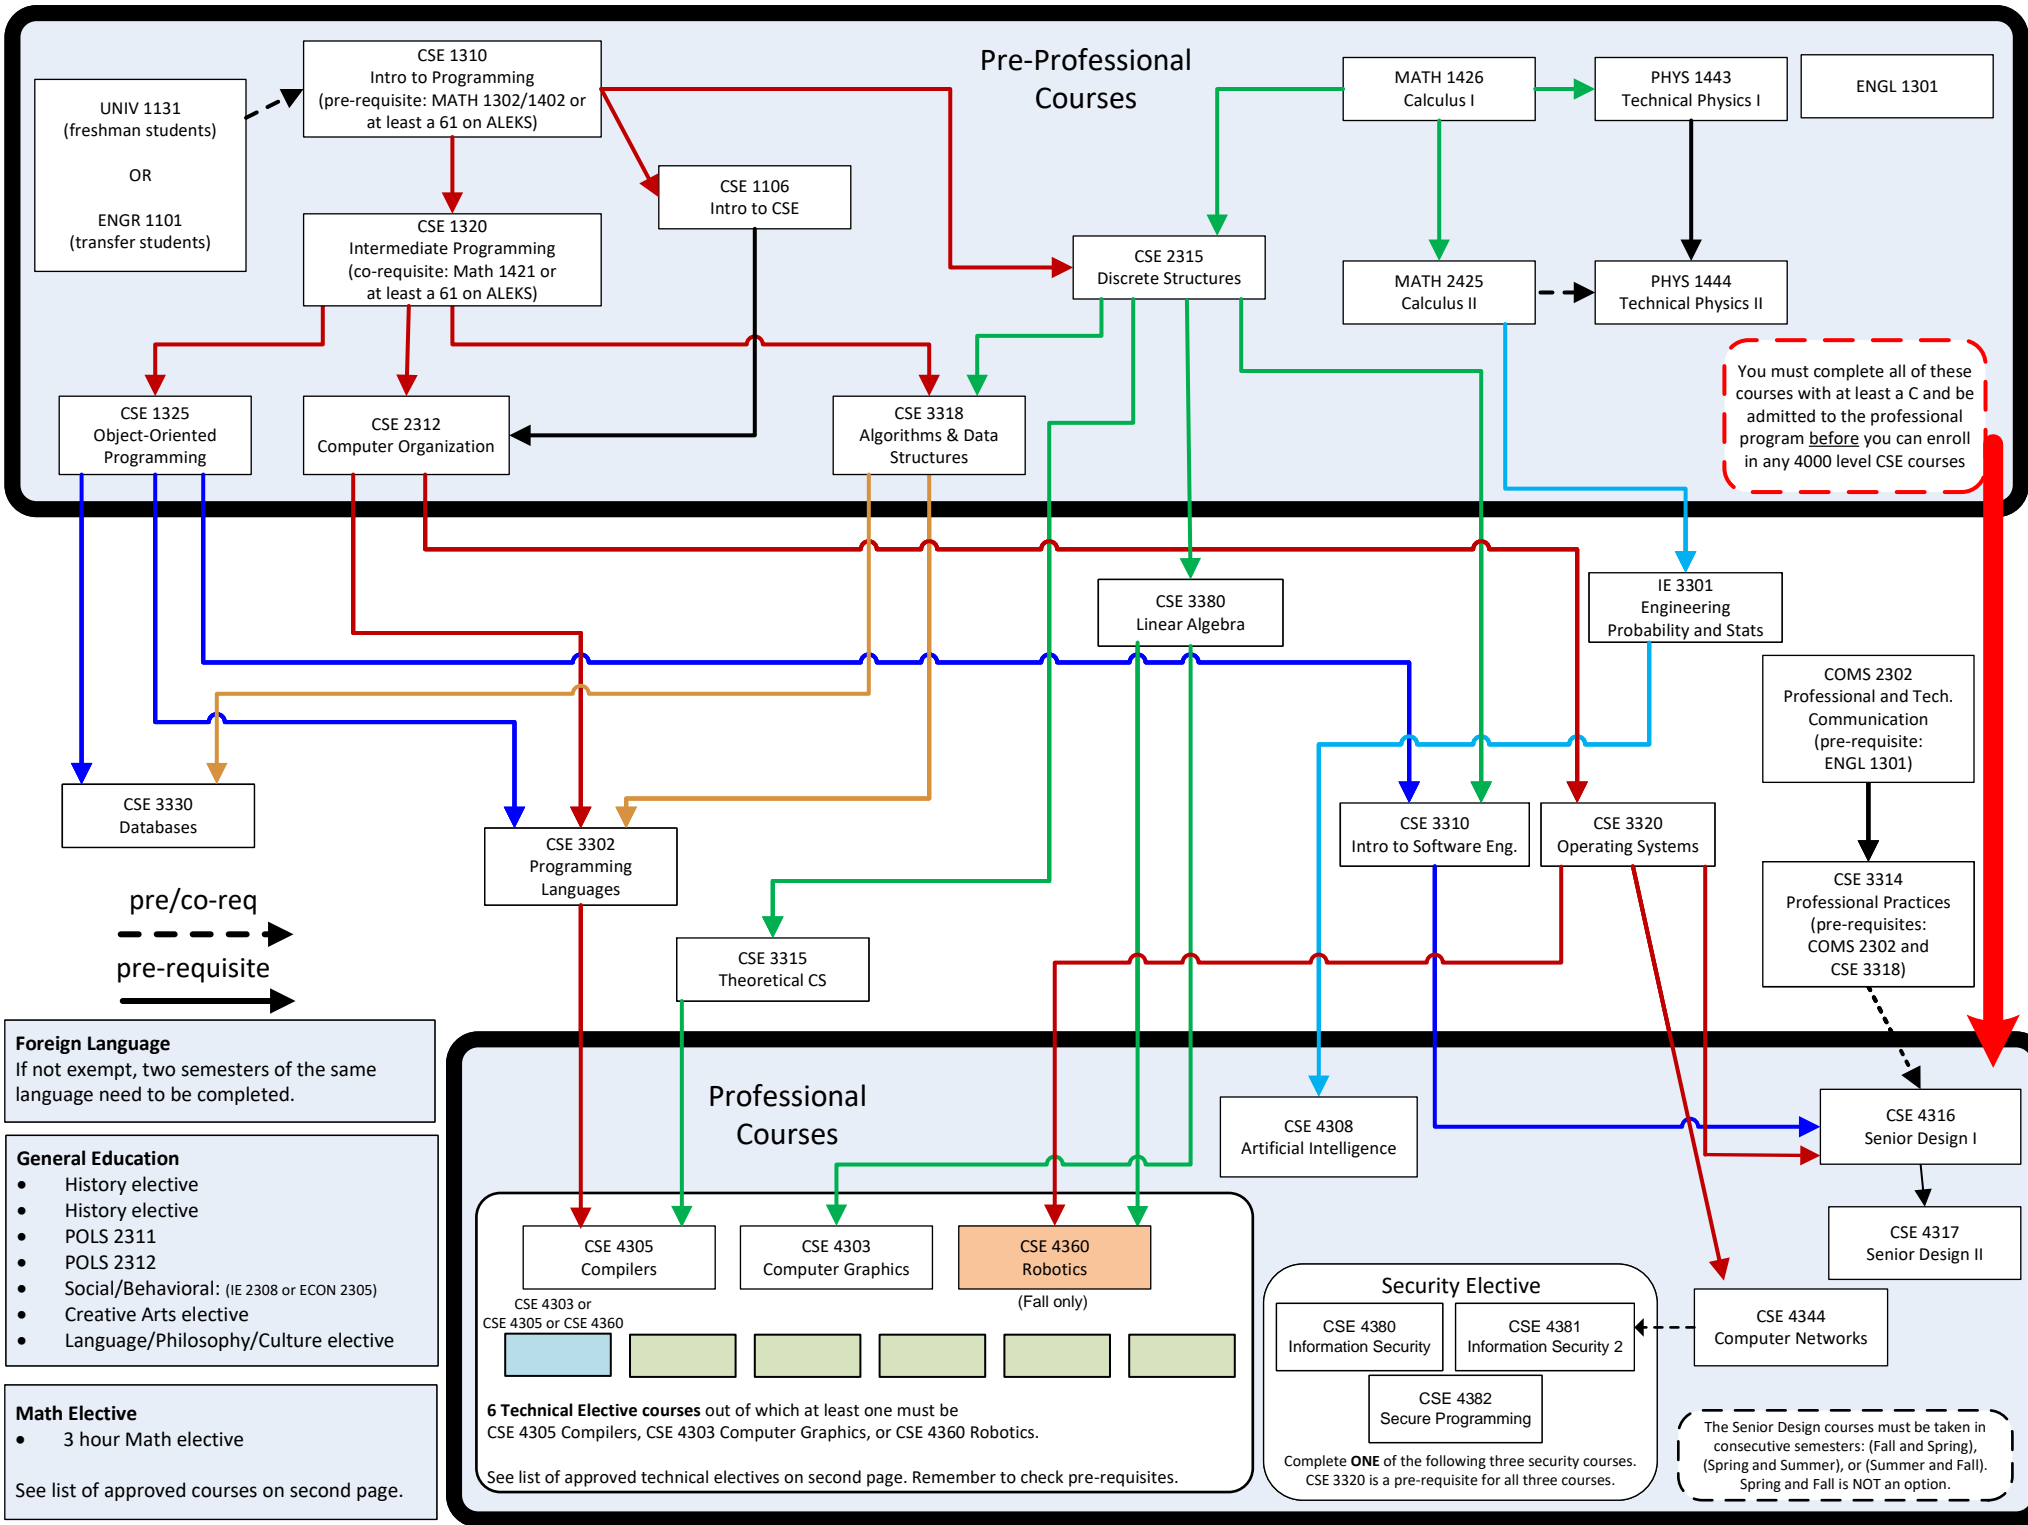 Pre-Professional
Courses
UNIV 1131
(freshman students)
OR
ENGR 1101
(transfer students)
CSE 1310
Intro to Programming
(pre-requisite: MATH 1302/1402 or
at least a 61 on ALEKS)
CSE 1106
Intro to CSE
CSE 1320
Intermediate Programming
(co-requisite: Math 1421 or
at least a 61 on ALEKS)
CSE 2315
Discrete Structures
MATH 1426
Calculus I
PHYS 1443
Technical Physics I
ENGL 1301
MATH 2425
Calculus II
PHYS 1444
Technical Physics II
You must complete all of these
courses with at least a C and be
admitted to the professional
program before you can enroll
in any 4000 level CSE courses
CSE 1325
Object-Oriented
Programming
CSE 2312
Computer Organization
CSE 3318
Algorithms & Data
Structures
CSE 3380
Linear Algebra
IE 3301
Engineering
Probability and Stats
COMS 2302
Professional and Tech.
Communication
(pre-requisite:
ENGL 1301)
CSE 3330
Databases
CSE 3302
Programming
Languages
CSE 3310
Intro to Software Eng.
CSE 3320
Operating Systems
CSE 3314
Professional Practices
(pre-requisites:
COMS 2302 and
CSE 3318)
CSE 3315
Theoretical CS
pre/co-req
pre-requisite
Foreign Language
If not exempt, two semesters of the same
language need to be completed.
General Education
• History elective
• History elective
• POLS 2311
• POLS 2312
• Social/Behavioral: (IE 2308 or ECON 2305)
• Creative Arts elective
• Language/Philosophy/Culture elective
Math Elective
• 3 hour Math elective
See list of approved courses on second page.
Professional
Courses
CSE 4308
Artificial Intelligence
CSE 4316
Senior Design I
CSE 4317
Senior Design II
CSE 4305
Compilers
CSE 4303
Computer Graphics
CSE 4360
Robotics
(Fall only)
CSE 4303 or
CSE 4305 or CSE 4360
6 Technical Elective courses out of which at least one must be
CSE 4305 Compilers, CSE 4303 Computer Graphics, or CSE 4360 Robotics.
See list of approved technical electives on second page. Remember to check pre-requisites.
Security Elective
CSE 4380
Information Security
CSE 4381
Information Security 2
CSE 4382
Secure Programming
Complete ONE of the following three security courses.
CSE 3320 is a pre-requisite for all three courses.
CSE 4344
Computer Networks
The Senior Design courses must be taken in
consecutive semesters: (Fall and Spring),
(Spring and Summer), or (Summer and Fall).
Spring and Fall is NOT an option.